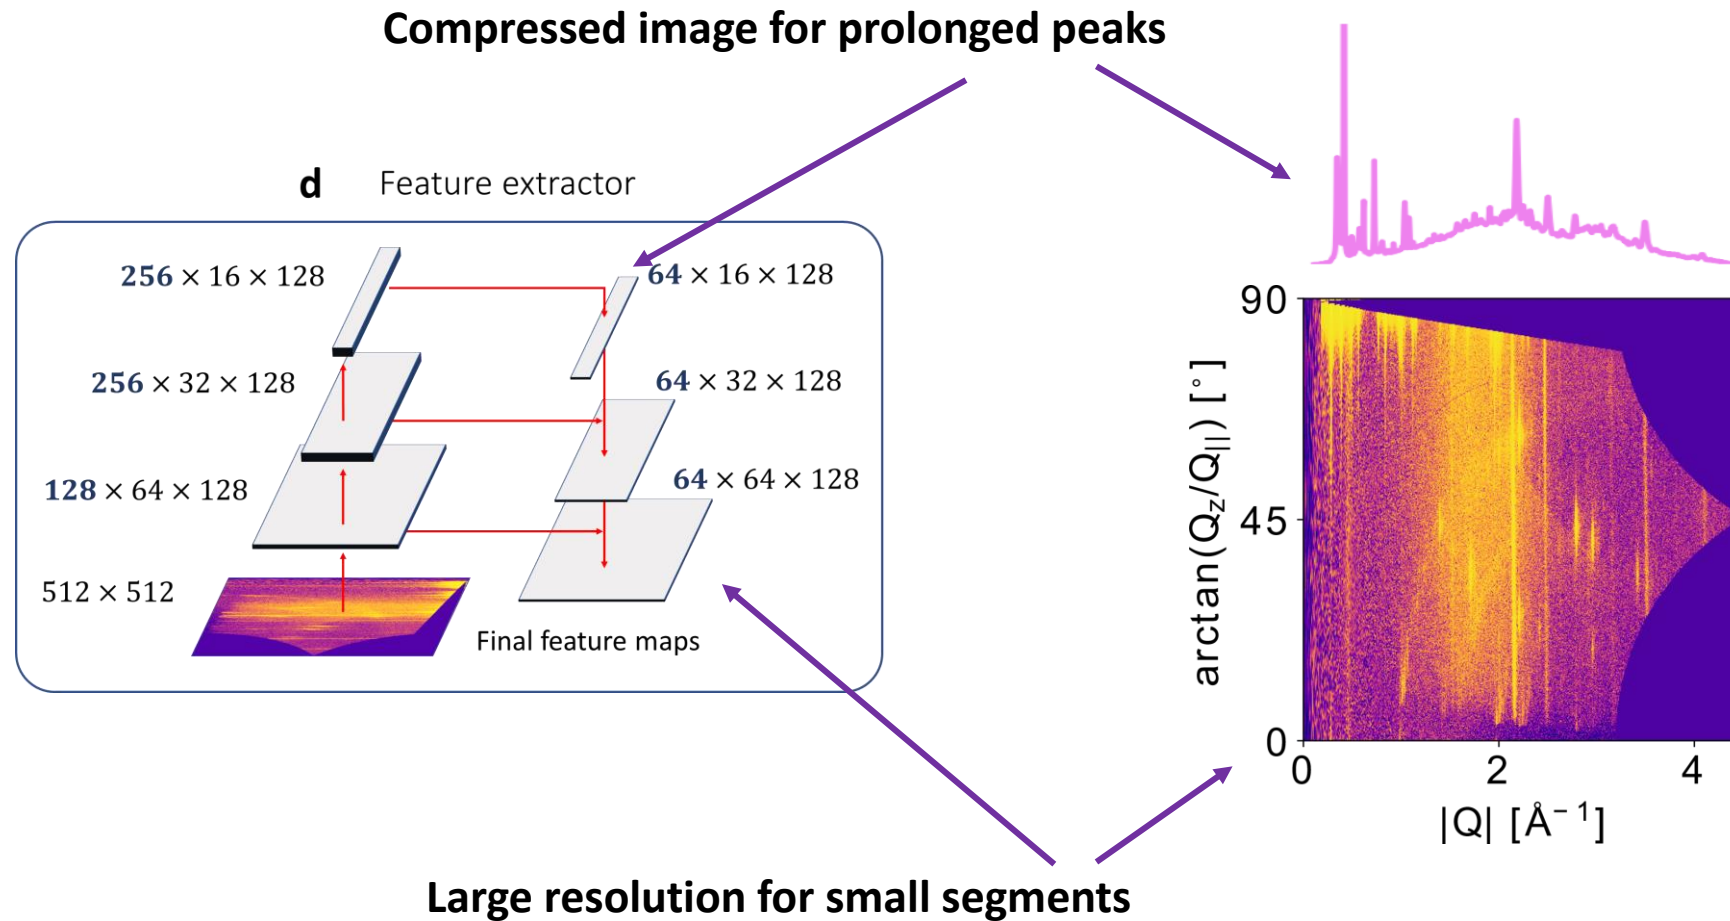 Compressed image for prolonged peaks
d Feature extractor
256 × 16 × 128
64 × 16 × 128
256 × 32 × 128
64 × 32 × 128
128 × 64 × 128
64 × 64 × 128
512 × 512
Final feature maps
90
45
0
arctan(Q_z/Q_||) [°]
0 2 4
|Q| [Å⁻¹]
Large resolution for small segments